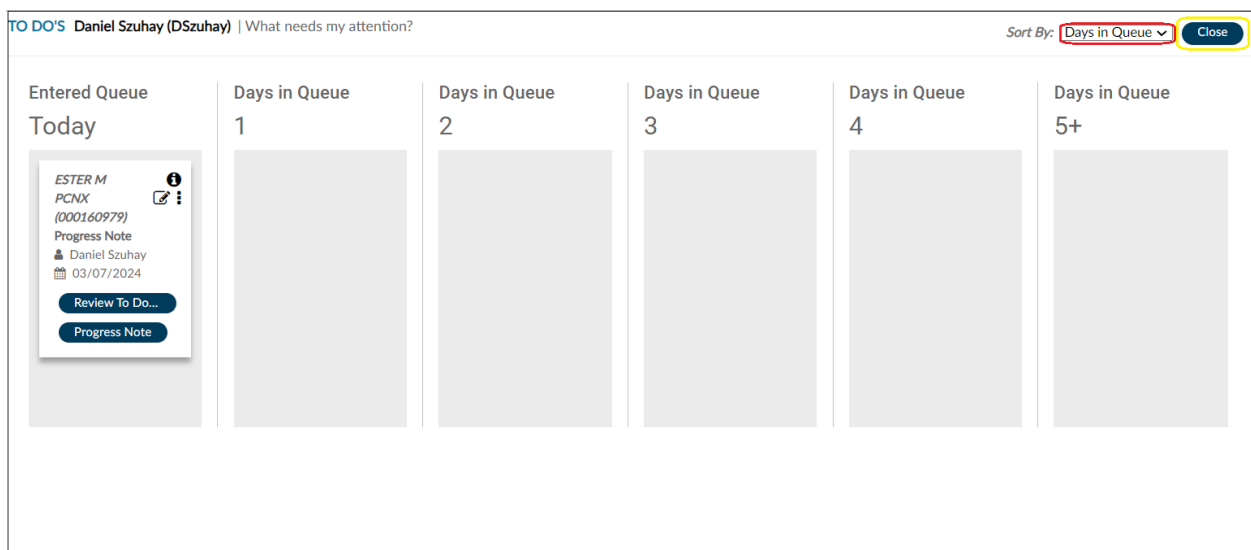 TO DO'S Daniel Szuhay (DSzuhay) | What needs my attention?
Sort By: Days in Queue Close
Entered Queue
Today
Days in Queue
1
Days in Queue
2
Days in Queue
3
Days in Queue
4
Days in Queue
5+
ESTER M
PCNX
(000160979)
Progress Note
Daniel Szuhay
03/07/2024
Review To Do...
Progress Note